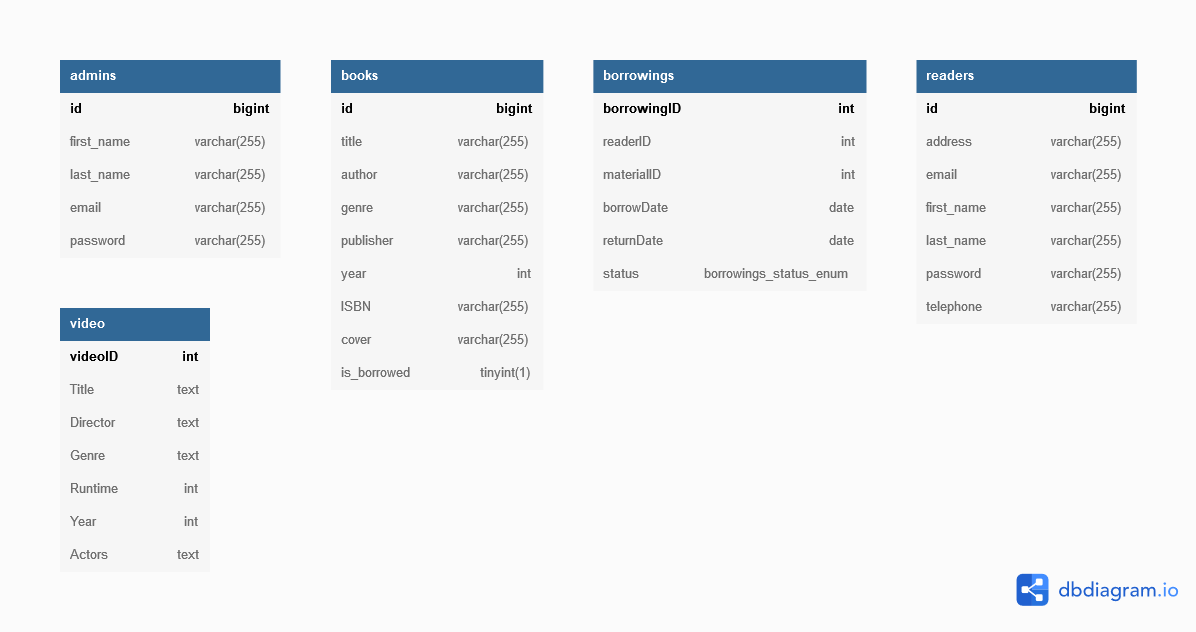 admins
id bigint
first_name varchar(255)
last_name varchar(255)
email varchar(255)
password varchar(255)
books
id bigint
title varchar(255)
author varchar(255)
genre varchar(255)
publisher varchar(255)
year int
ISBN varchar(255)
cover varchar(255)
is_borrowed tinyint(1)
borrowings
borrowingID int
readerID int
materialID int
borrowDate date
returnDate date
status borrowings_status_enum
readers
id bigint
address varchar(255)
email varchar(255)
first_name varchar(255)
last_name varchar(255)
password varchar(255)
telephone varchar(255)
video
videoID int
Title text
Director text
Genre text
Runtime int
Year int
Actors text
dbdiagram.io